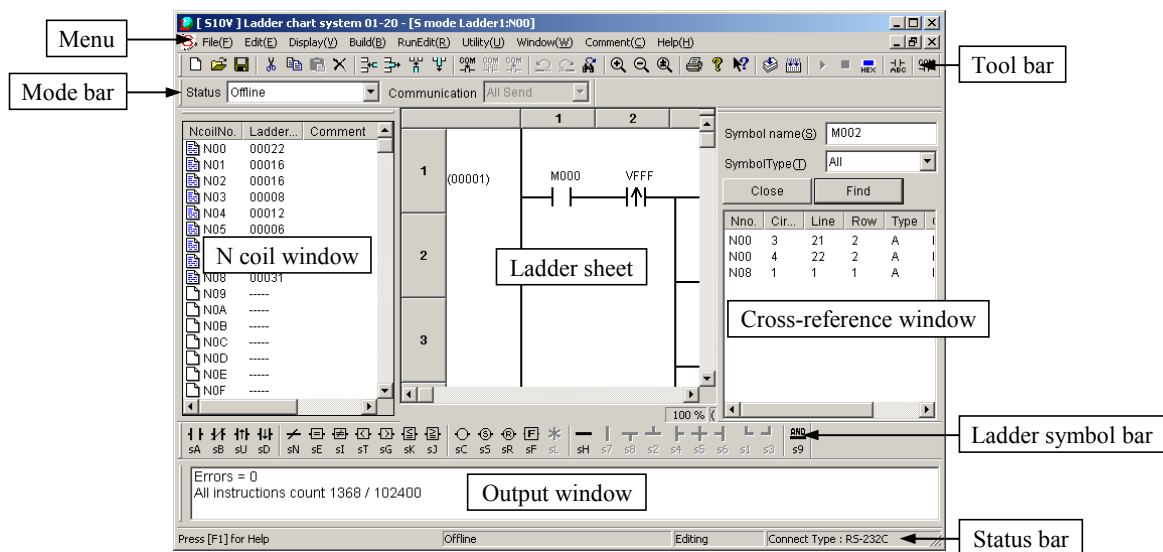 [ S10V ] Ladder chart system 01-20 - [S mode Ladder1:N00]
Menu
File(F) Edit(E) Display(V) Build(B) RunEdit(R) Utility(U) Window(W) Comment(C) Help(H)
Tool bar
Mode bar
Status Offline Communication All Send
NcoilNo. Ladder... Comment
N00 00022
N01 00016
N02 00016
N03 00008
N04 00012
N05 00006
N coil window
N08 00031
N09 -----
N0A -----
N0B -----
N0C -----
N0D -----
N0E -----
N0F -----
1 2
1 (00001) M000 VFFF
2
Ladder sheet
3
100 % (
Symbol name(S) M002
SymbolType(T) All
Close Find
Nno. Cir... Line Row Type
N00 3 21 2 A
N00 4 22 2 A
N08 1 1 1 A
Cross-reference window
sA sB sU sD sN sE sI sT sG sK sJ sC sS sR sF sL sH s7 s8 s2 s4 s5 s6 s1 s3 s9
AND
Ladder symbol bar
Errors = 0
All instructions count 1368 / 102400
Output window
Press [F1] for Help Offline Editing Connect Type : RS-232C
Status bar